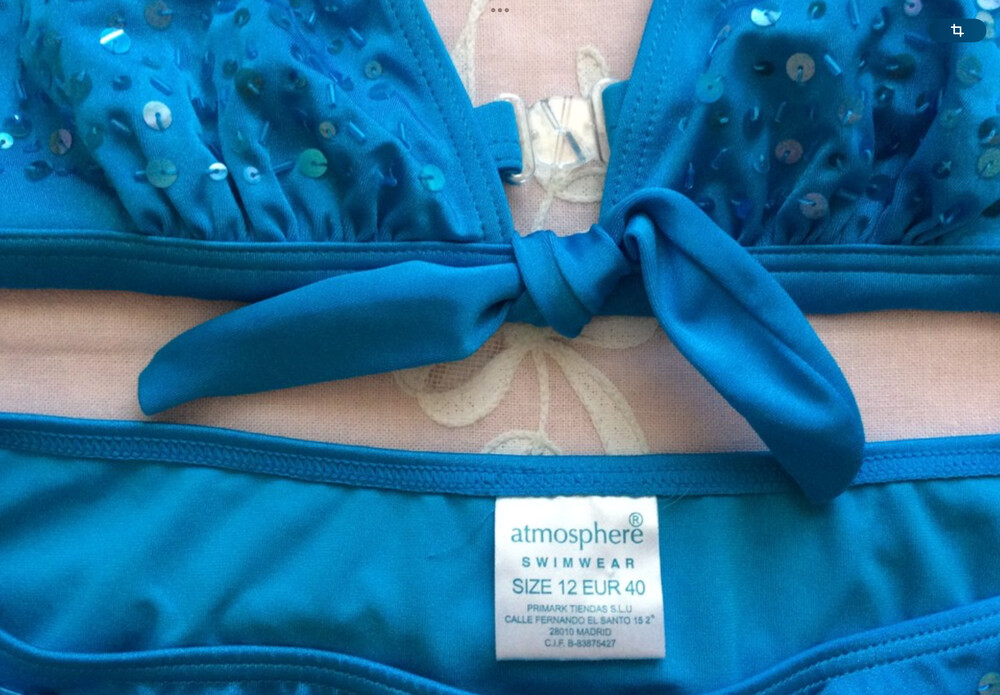 atmosphere®
SWIMWEAR
SIZE 12 EUR 40
PRIMARK TIENDAS S.L.U
CALLE FERNANDO EL SANTO 15 2°
28010 MADRID
C.I.F. B-83875427